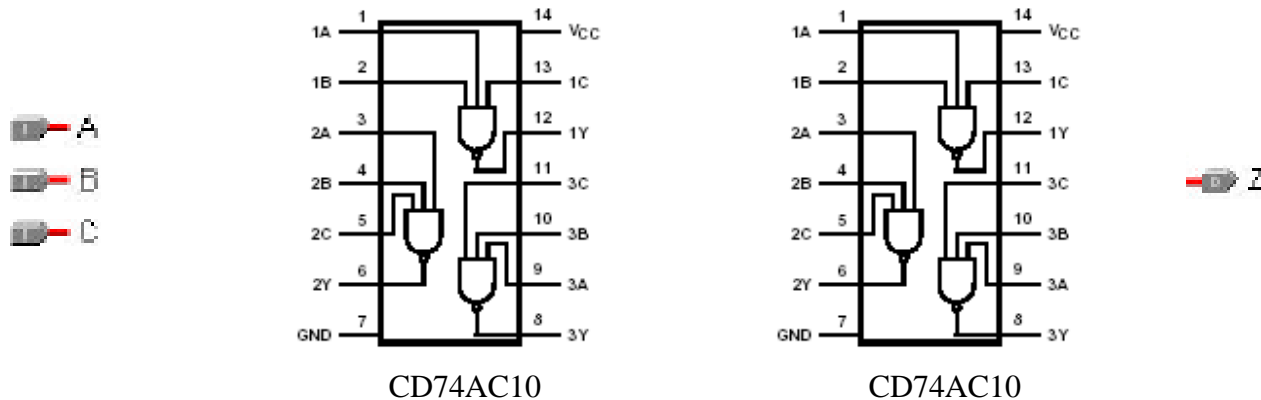 1 14 1 14
1A VCC 1A VCC
2 13 2 13
1B 1C 1B 1C
A
3 12 3 12
2A 1Y 2A 1Y
4 11 4 11
B 2B 3C 2B 3C Z
5 10 5 10
C 2C 3B 2C 3B
6 9 6 9
2Y 3A 2Y 3A
7 8 7 8
GND 3Y GND 3Y
CD74AC10 CD74AC10